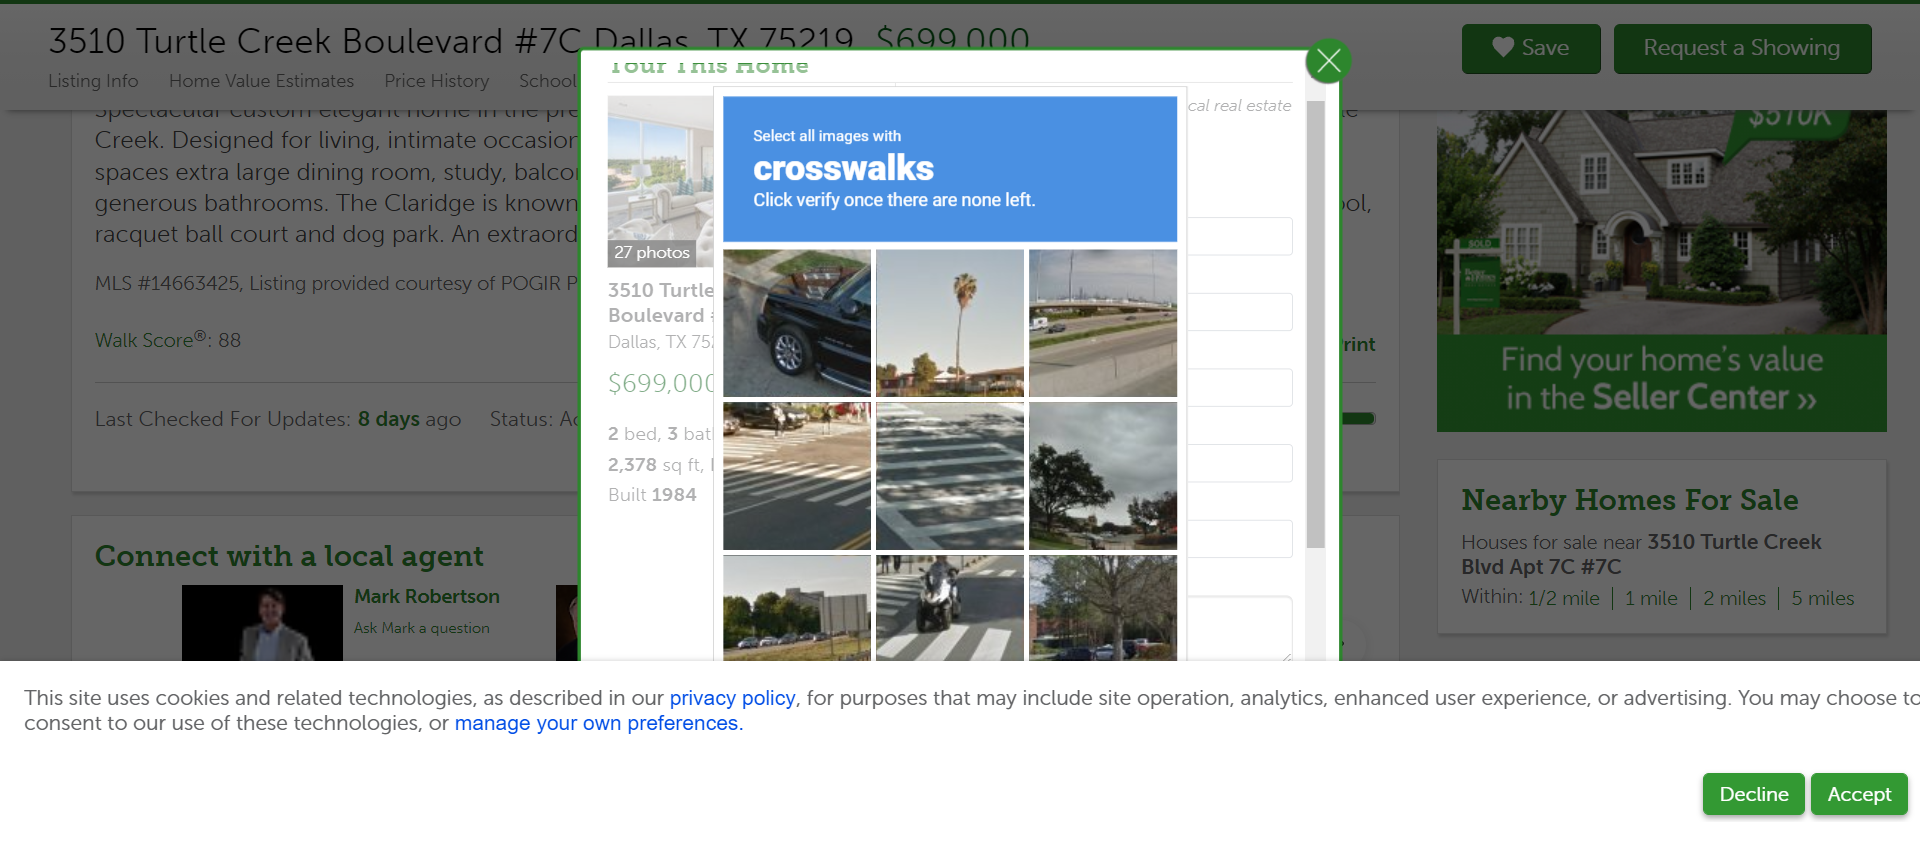 3510 Turtle Creek Boulevard #7C Dallas, TX 75219 $699,000
Save
Request a Showing
Listing Info
Home Value Estimates
Price History
School
Spectacular custom elegant home in the pre
Creek. Designed for living, intimate occasion
spaces extra large dining room, study, balco
generous bathrooms. The Claridge is known
racquet ball court and dog park. An extraord
ool,
MLS #14663425, Listing provided courtesy of POGIR P
Walk Score®: 88
rint
Last Checked For Updates: 8 days ago
Status: Ac
Connect with a local agent
Mark Robertson
Ask Mark a question
Tour This Home
cal real estate
27 photos
3510 Turtle
Boulevard #
Dallas, TX 752
$699,000
2 bed, 3 bat
2,378 sq ft,
Built 1984
Select all images with
crosswalks
Click verify once there are none left.
$510K
SOLD
Find your home's value
in the Seller Center »
Nearby Homes For Sale
Houses for sale near 3510 Turtle Creek
Blvd Apt 7C #7C
Within: 1/2 mile | 1 mile | 2 miles | 5 miles
This site uses cookies and related technologies, as described in our privacy policy, for purposes that may include site operation, analytics, enhanced user experience, or advertising. You may choose to
consent to our use of these technologies, or manage your own preferences.
Decline
Accept